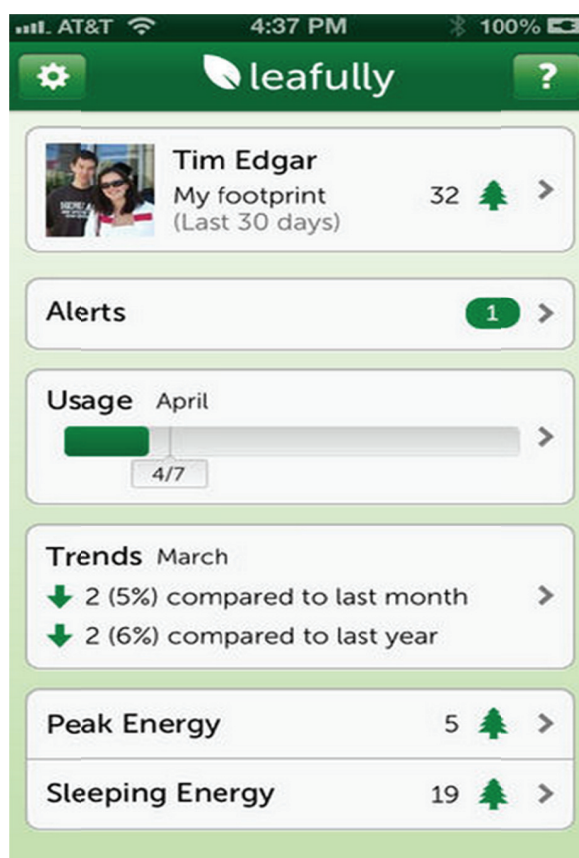 AT&T 4:37 PM 100%
leafully ?
Tim Edgar
My footprint 32
(Last 30 days)
Alerts 1
Usage April
4/7
Trends March
2 (5%) compared to last month
2 (6%) compared to last year
Peak Energy 5
Sleeping Energy 19